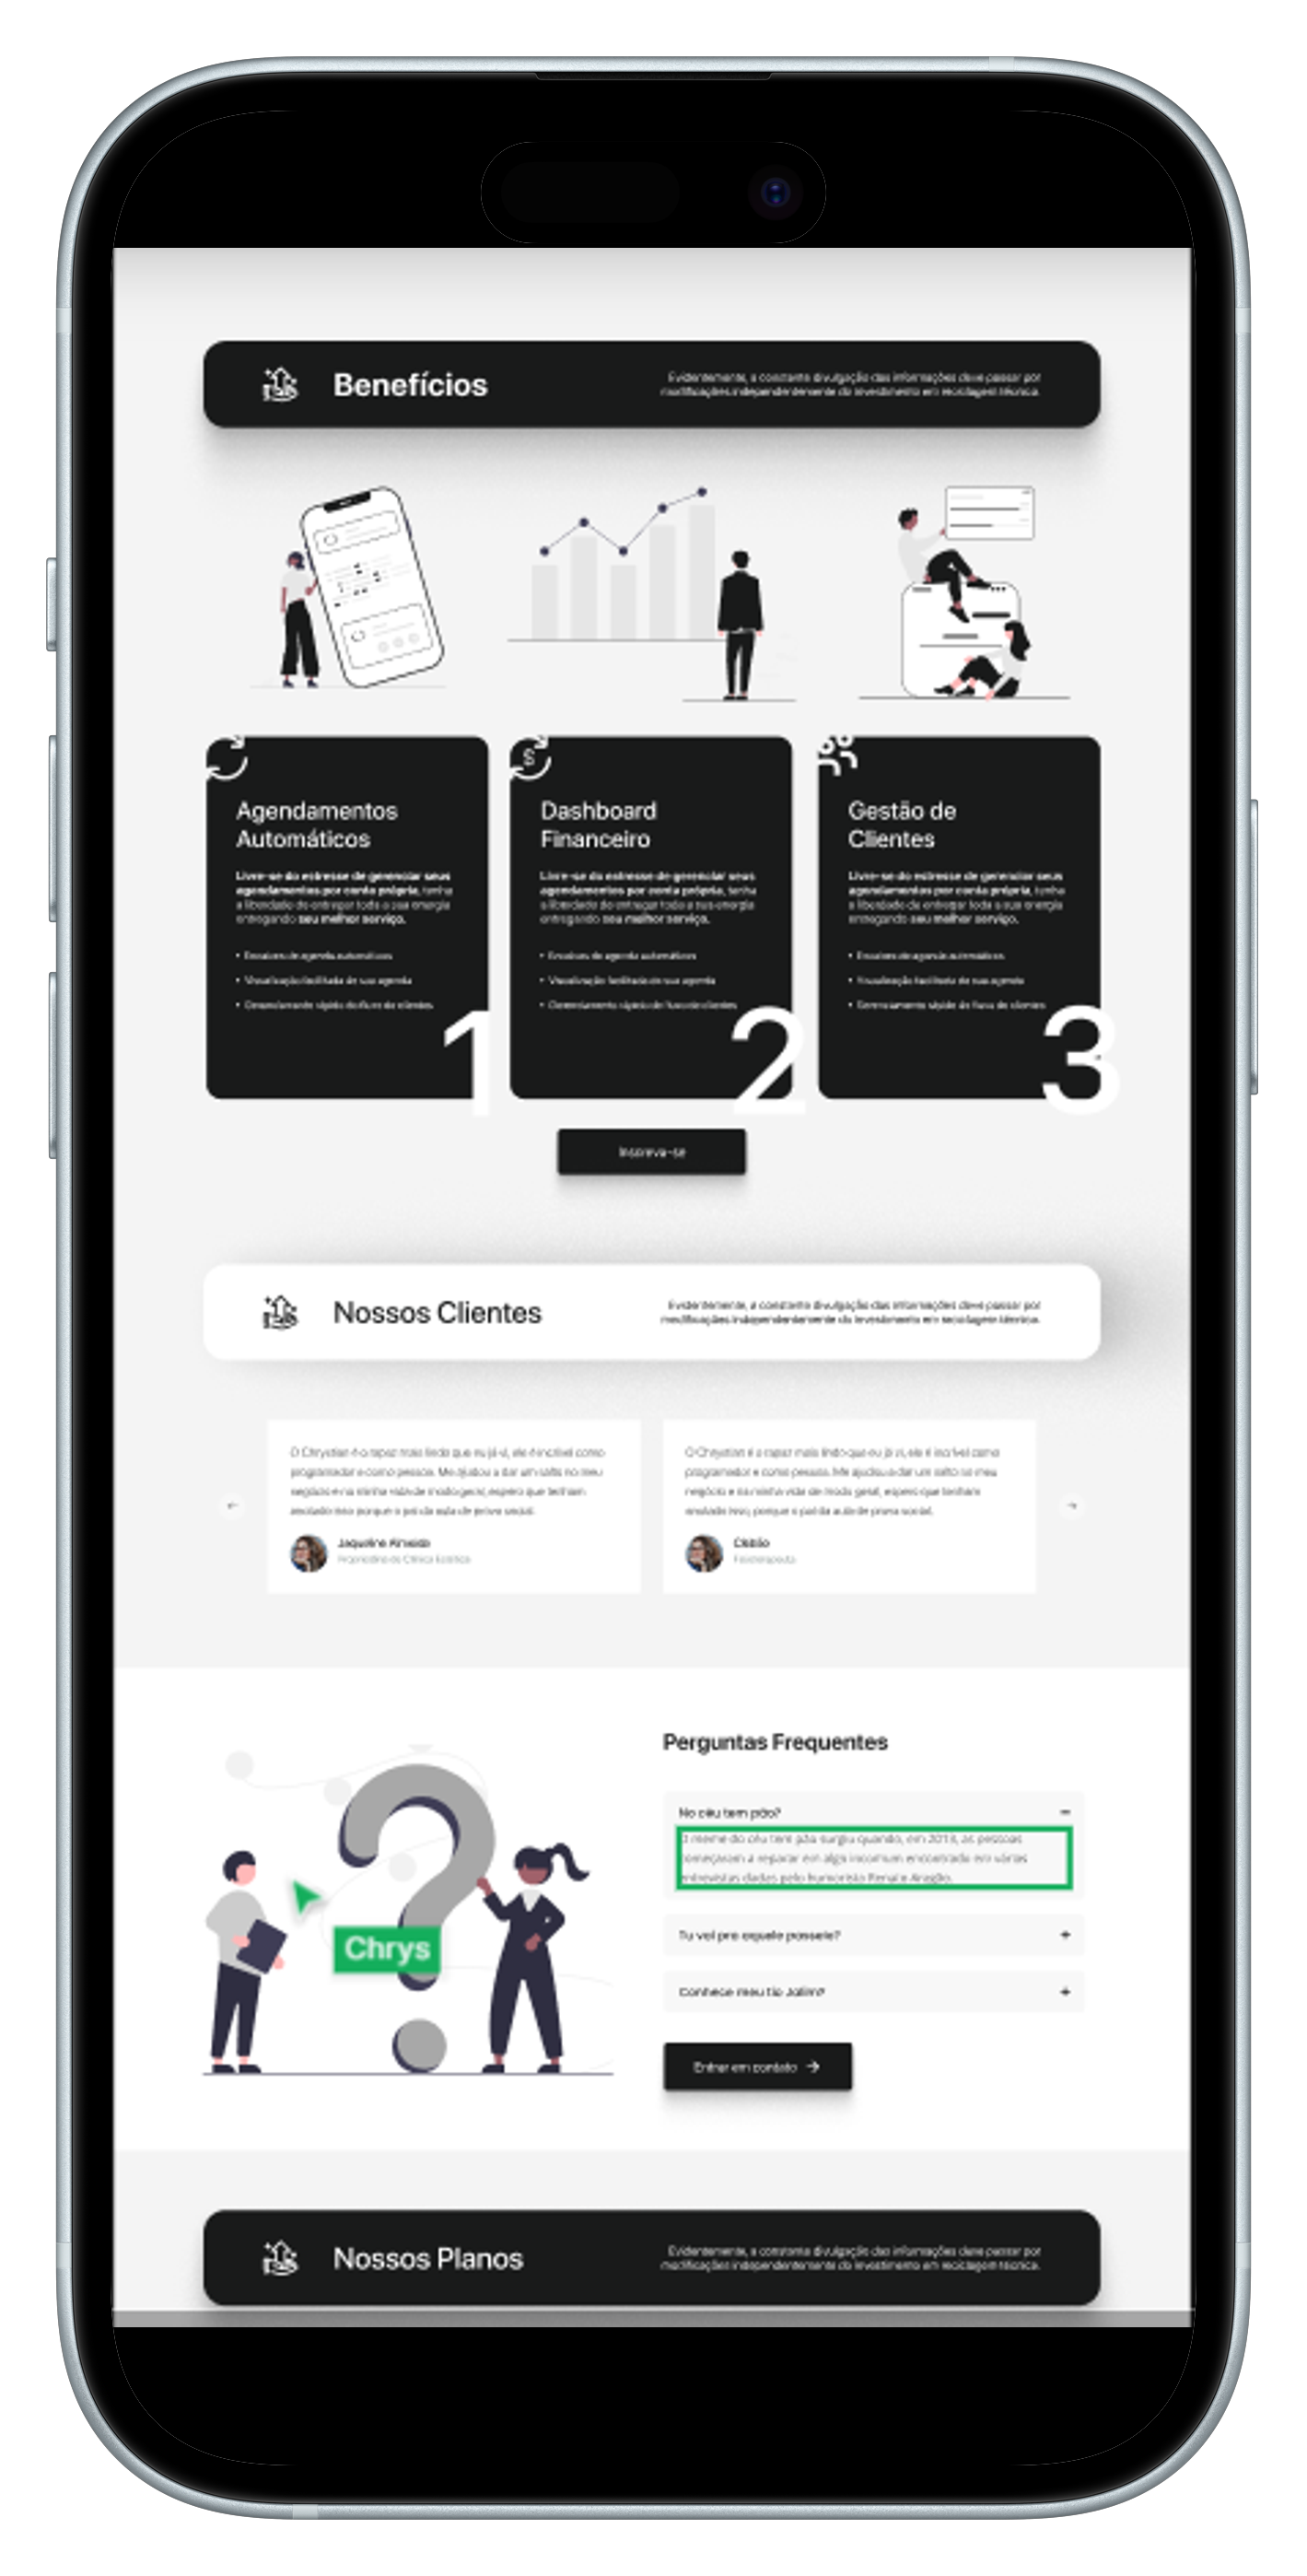 Benefícios
Evidentemente, a constante divulgação das informações deve passar por
modificações independentemente do investimento em reciclagem técnica.
Agendamentos
Automáticos
Livre-se do estresse de gerenciar seus
agendamentos por conta própria, tenha
a liberdade de entregar toda a sua energia
entregando seu melhor serviço.
• de agenda automáticos
• Visualização facilitada de sua agenda
• Gerenciamento rápido de fluxo de clientes
1
Dashboard
Financeiro
Livre-se do estresse de gerenciar seus
agendamentos por conta própria, tenha
a liberdade de entregar toda a sua energia
entregando seu melhor serviço.
• de agenda automáticos
• Visualização facilitada de sua agenda
• Gerenciamento rápido de fluxo de clientes
2
Gestão de
Clientes
Livre-se do estresse de gerenciar seus
agendamentos por conta própria, tenha
a liberdade de entregar toda a sua energia
entregando seu melhor serviço.
• de agenda automáticos
• Visualização facilitada de sua agenda
• Gerenciamento rápido de fluxo de clientes
3
Inscreva-se
Nossos Clientes
Evidentemente, a constante divulgação das informações deve passar por
modificações independentemente do investimento em reciclagem técnica.
O Chrystian é o rapaz mais lindo que eu já vi, ele é incrível como
programador e como pessoa. Me ajudou a dar um salto no meu
negócio e na minha vida de modo geral, espero que tenham
anotado isso porque o pai da aula de prova social.
Jaqueline Almeida
Proprietária de Clínica Estética
O Chrystian é o rapaz mais lindo que eu já vi, ele é incrível como
programador e como pessoa. Me ajudou a dar um salto no meu
negócio e na minha vida de modo geral, espero que tenham
anotado isso, porque o pai da aula de prova social.
Fisioterapeuta
Perguntas Frequentes
No céu tem pão?
O meme do céu tem pão surgiu quando, em 2013, as pessoas
começaram a reparar em algo incomum encontrado em várias
entrevistas dadas pelo humorista Renato Aragão.
Tu vai pra aquele passeio?
Conhece meu tio Jalim?
Entrar em contato
Chrys
Nossos Planos
Evidentemente, a constante divulgação das informações deve passar por
modificações independentemente do investimento em reciclagem técnica.